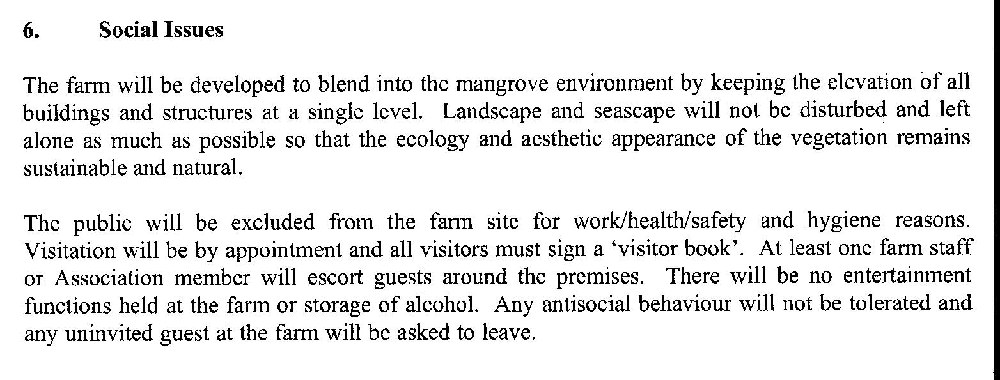 6. Social Issues
The farm will be developed to blend into the mangrove environment by keeping the elevation of all
buildings and structures at a single level. Landscape and seascape will not be disturbed and left
alone as much as possible so that the ecology and aesthetic appearance of the vegetation remains
sustainable and natural.
The public will be excluded from the farm site for work/health/safety and hygiene reasons.
Visitation will be by appointment and all visitors must sign a ‘visitor book’. At least one farm staff
or Association member will escort guests around the premises. There will be no entertainment
functions held at the farm or storage of alcohol. Any antisocial behaviour will not be tolerated and
any uninvited guest at the farm will be asked to leave.